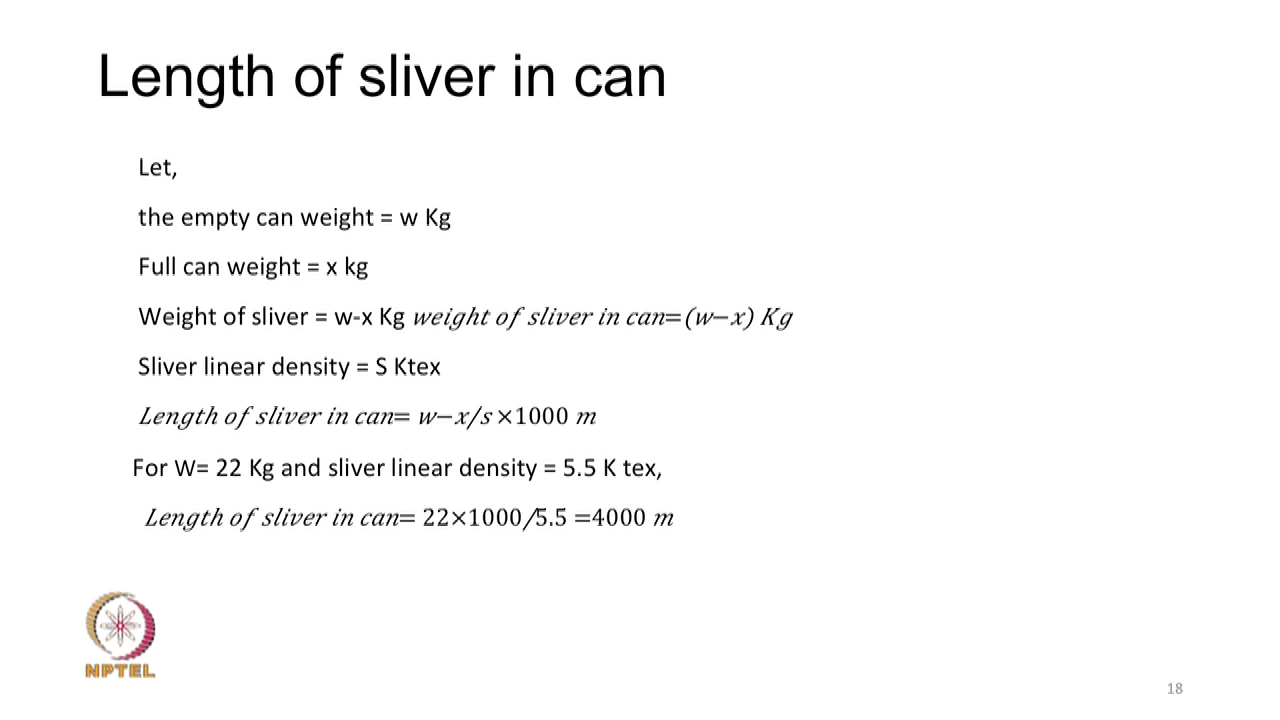 Length of sliver in can
Let,
the empty can weight = w Kg
Full can weight = x kg
Weight of sliver = w-x Kg weight of sliver in can=(w−x) Kg
Sliver linear density = S Ktex
Length of sliver in can= w−x/s ×1000 m
For W= 22 Kg and sliver linear density = 5.5 K tex,
Length of sliver in can= 22×1000/5.5 =4000 m
NPTEL
18